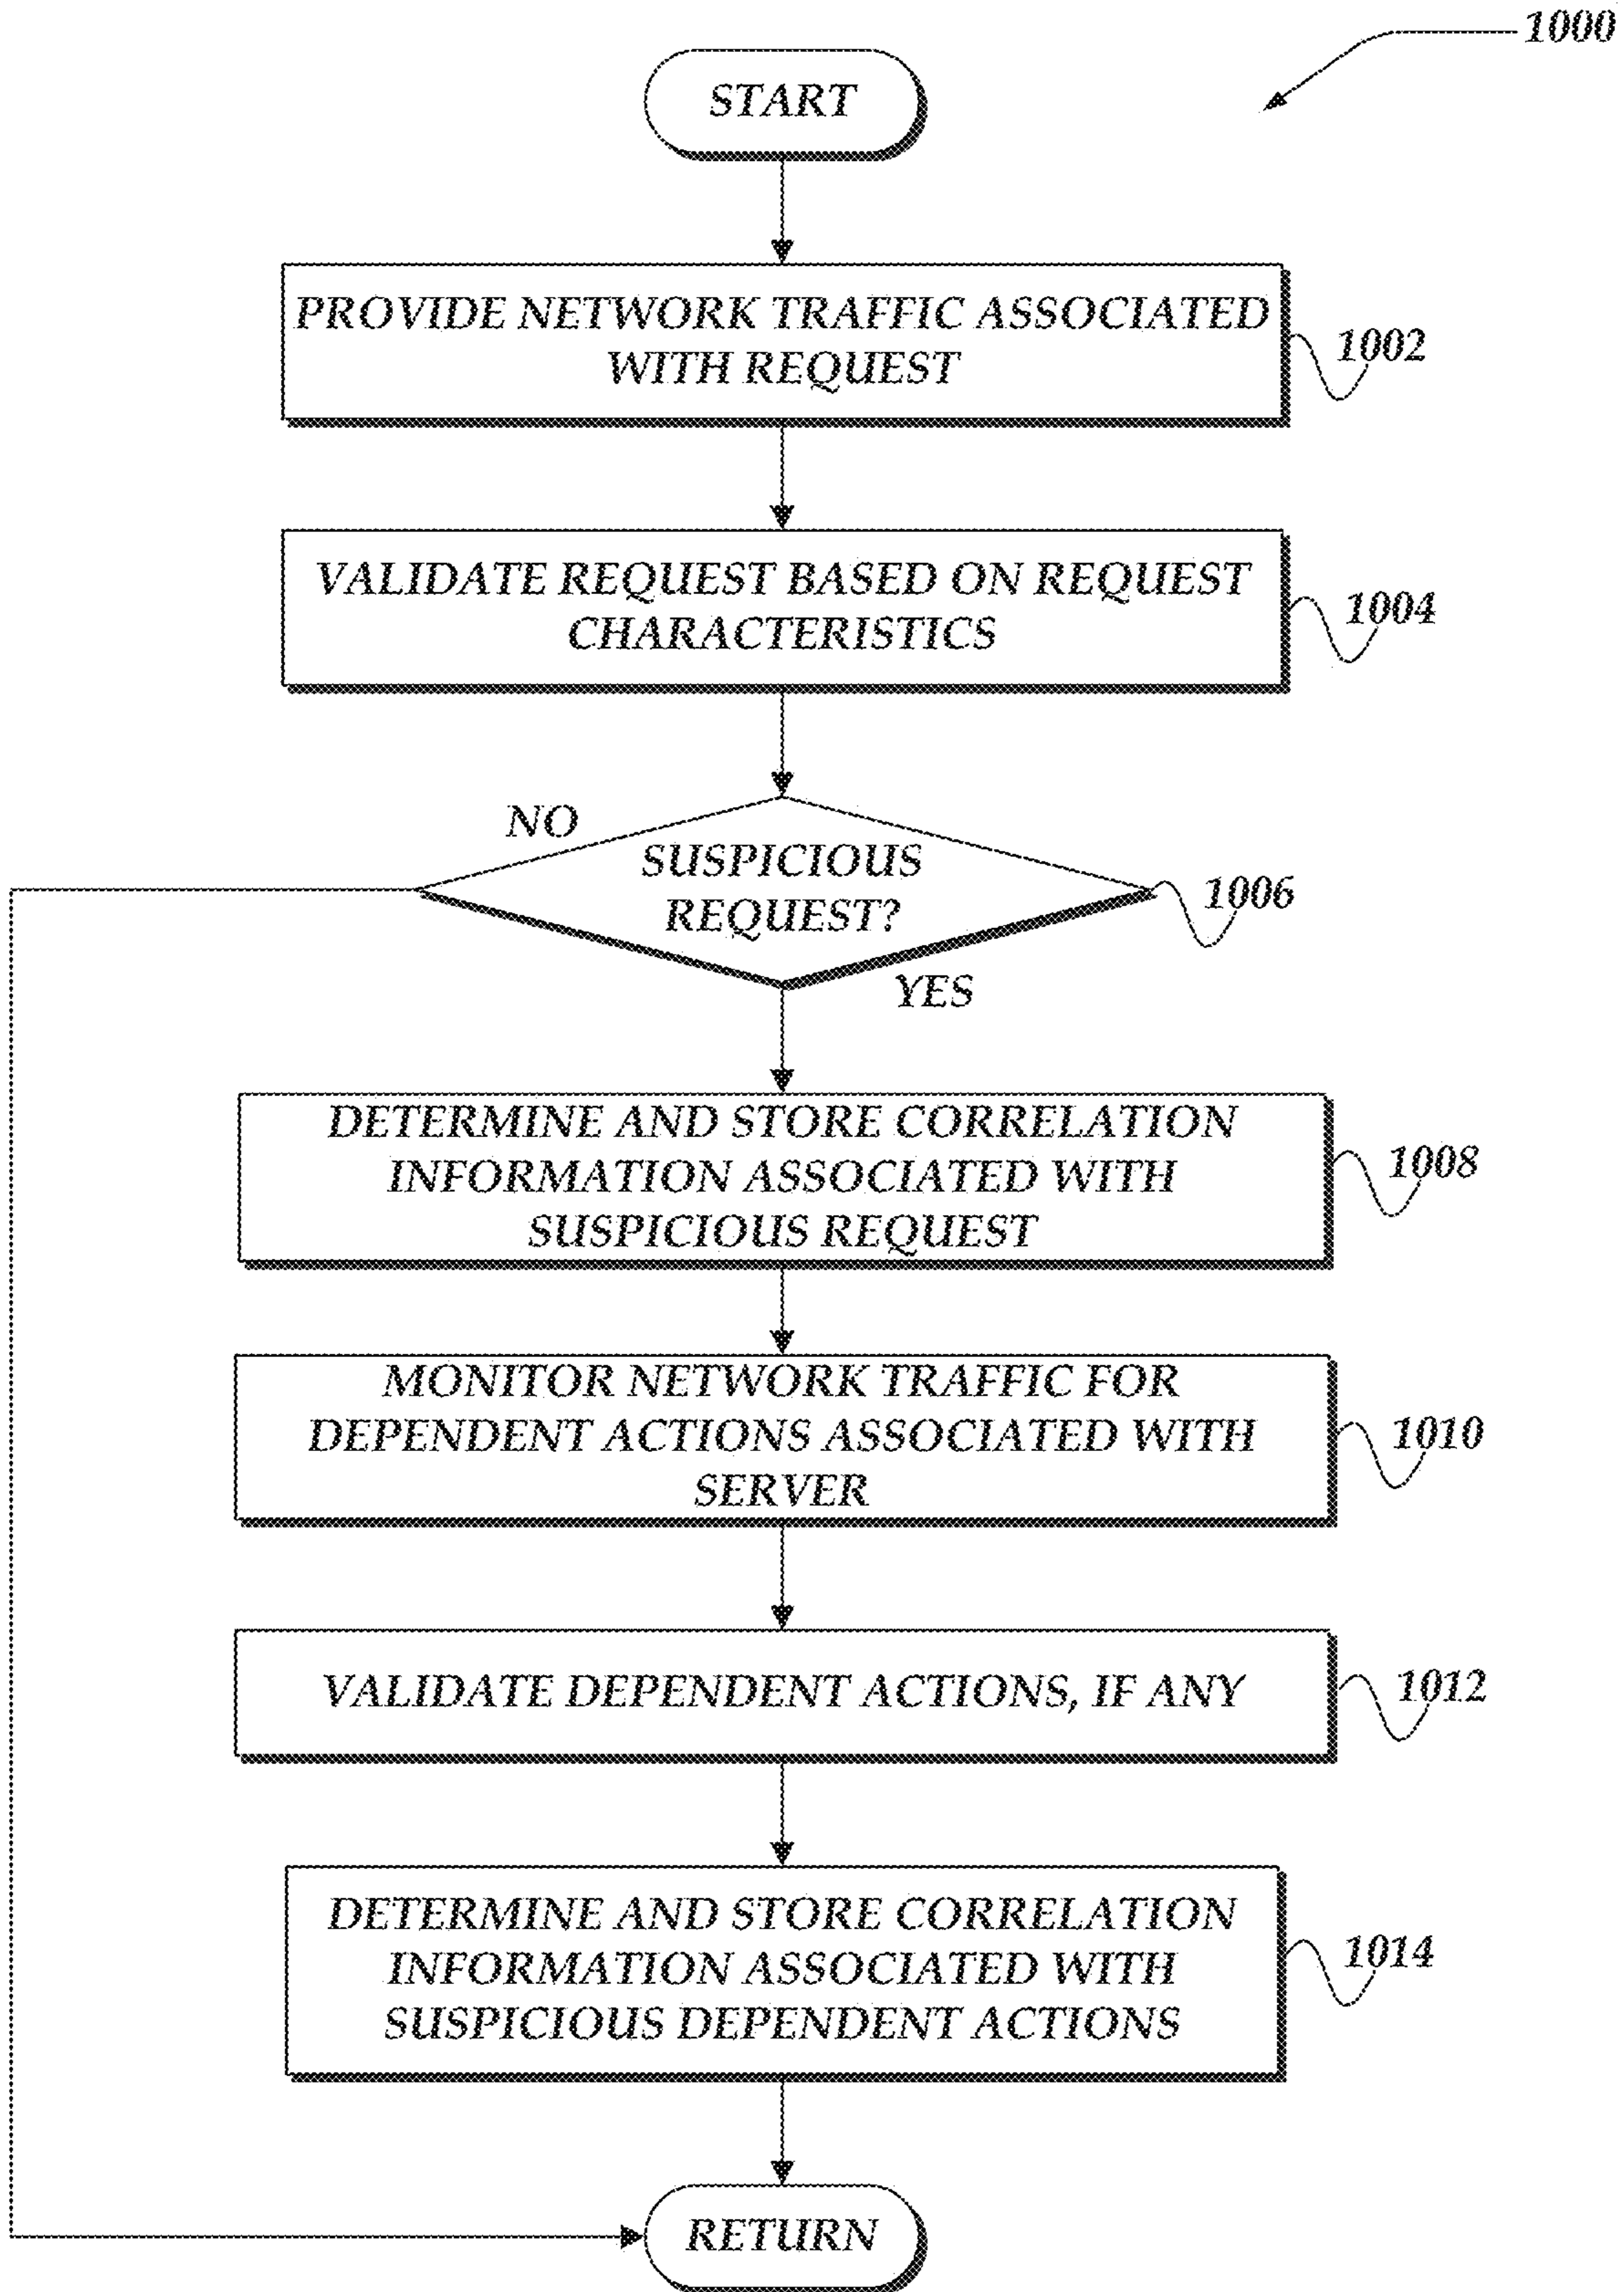 1000
START
PROVIDE NETWORK TRAFFIC ASSOCIATED
WITH REQUEST
1002
VALIDATE REQUEST BASED ON REQUEST
CHARACTERISTICS
1004
NO
SUSPICIOUS
REQUEST?
1006
YES
DETERMINE AND STORE CORRELATION
INFORMATION ASSOCIATED WITH
SUSPICIOUS REQUEST
1008
MONITOR NETWORK TRAFFIC FOR
DEPENDENT ACTIONS ASSOCIATED WITH
SERVER
1010
VALIDATE DEPENDENT ACTIONS, IF ANY
1012
DETERMINE AND STORE CORRELATION
INFORMATION ASSOCIATED WITH
SUSPICIOUS DEPENDENT ACTIONS
1014
RETURN